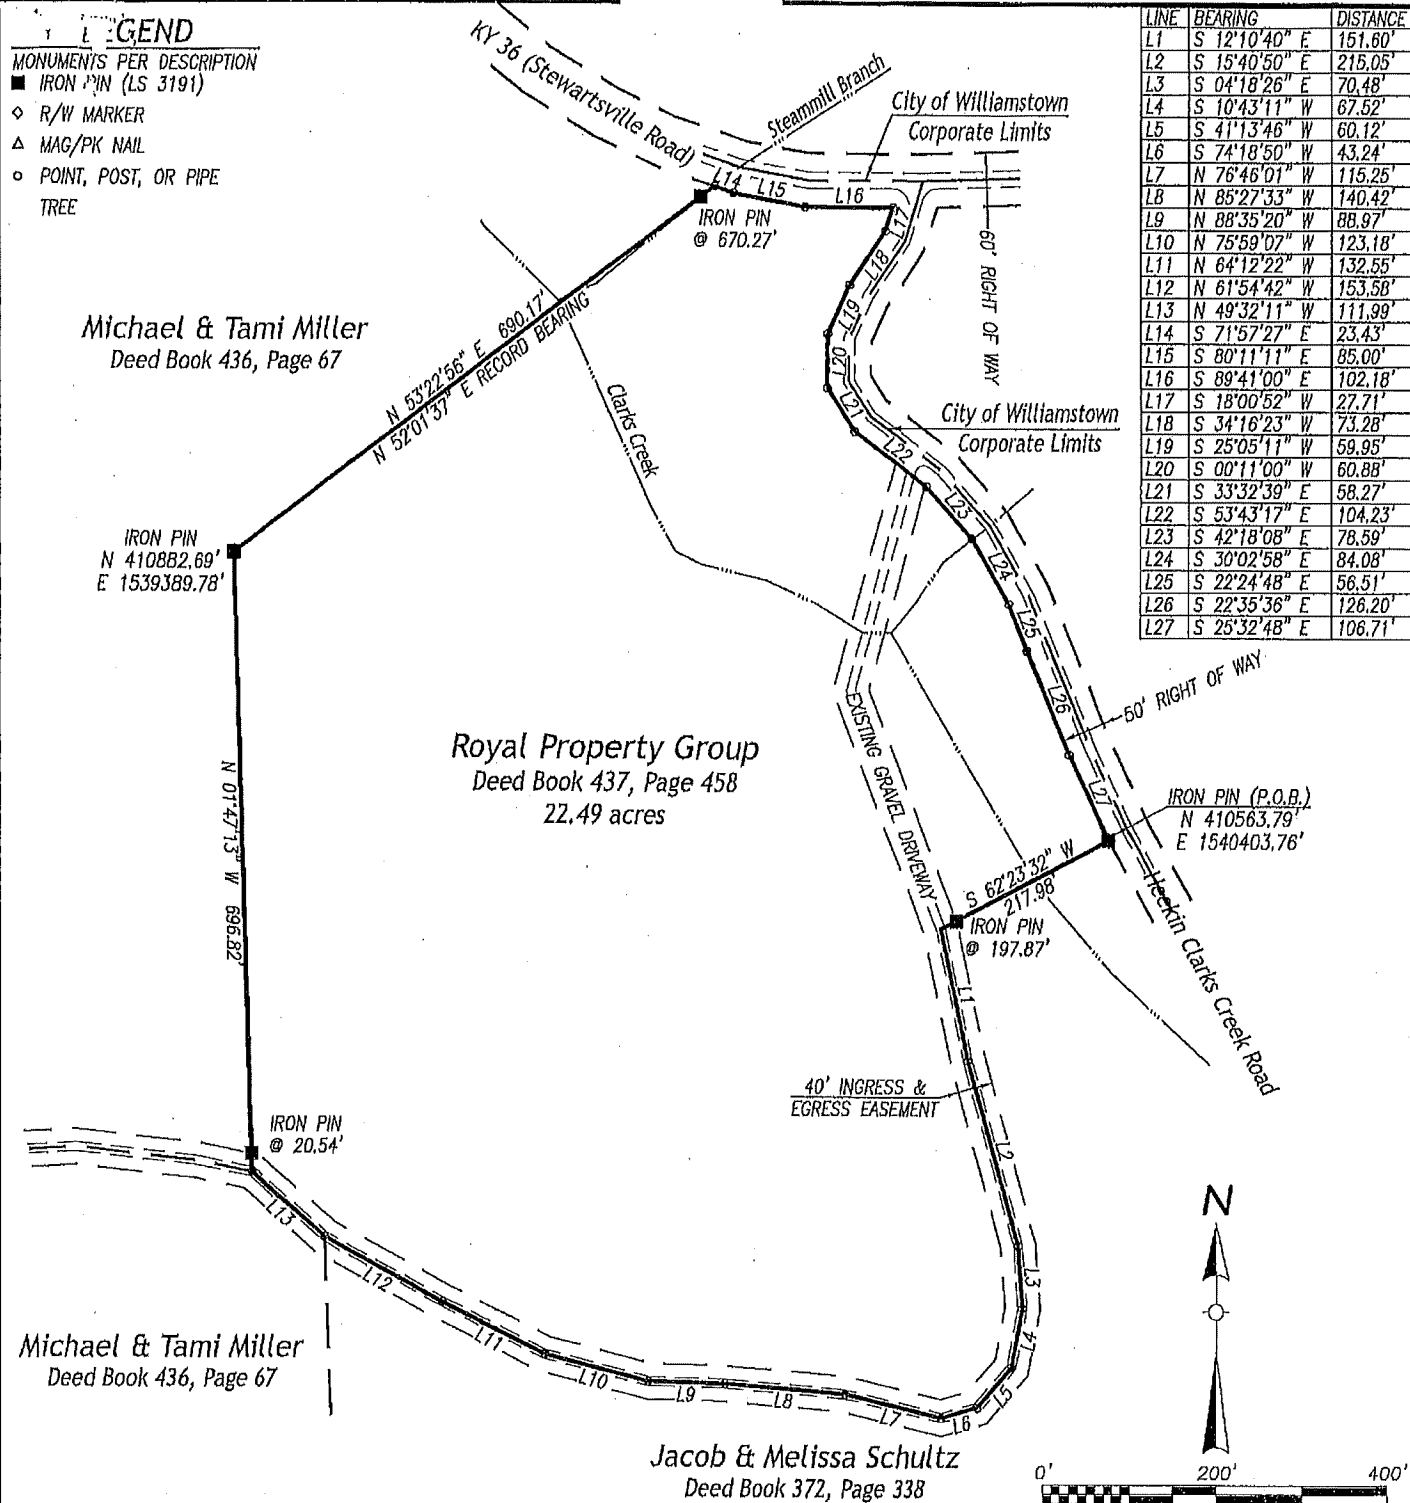 LEGEND
MONUMENTS PER DESCRIPTION
IRON PIN (LS 3191)
R/W MARKER
MAG/PK NAIL
POINT, POST, OR PIPE
TREE
KY 36 (Stewartsville Road)
Steammill Branch
City of Williamstown
Corporate Limits
L14
L15
L16
L17
L18
L19
L20
L21
L22
L23
L24
L25
L26
L27
IRON PIN
@ 670.27'
60' RIGHT OF WAY
Michael & Tami Miller
Deed Book 436, Page 67
N 53°22'56" E 690.17'
N 52°01'37" E RECORD BEARING
Clarks Creek
City of Williamstown
Corporate Limits
IRON PIN
N 410882.69'
E 1539389.78'
Royal Property Group
Deed Book 437, Page 458
22.49 acres
EXISTING GRAVEL DRIVEWAY
50' RIGHT OF WAY
IRON PIN (P.O.B.)
N 410563.79'
E 1540403.76'
S 62°23'32" W
217.98'
IRON PIN
@ 197.87'
Heekin Clarks Creek Road
N 01°47'13" W 696.82'
40' INGRESS &
EGRESS EASEMENT
IRON PIN
@ 20.54'
L1
L2
L3
L4
L5
L6
L7
L8
L9
L10
L11
L12
L13
Michael & Tami Miller
Deed Book 436, Page 67
Jacob & Melissa Schultz
Deed Book 372, Page 338
N
0' 200' 400'
LINE BEARING DISTANCE
L1 S 12°10'40" E 151.60'
L2 S 15°40'50" E 215.05'
L3 S 04°18'26" E 70.48'
L4 S 10°43'11" W 67.52'
L5 S 41°13'46" W 60.12'
L6 S 74°18'50" W 43.24'
L7 N 76°46'01" W 115.25'
L8 N 85°27'33" W 140.42'
L9 N 88°35'20" W 88.97'
L10 N 75°59'07" W 123.18'
L11 N 64°12'22" W 132.55'
L12 N 61°54'42" W 153.58'
L13 N 49°32'11" W 111.99'
L14 S 71°57'27" E 23.43'
L15 S 80°11'11" E 85.00'
L16 S 89°41'00" E 102.18'
L17 S 18°00'52" W 27.71'
L18 S 34°16'23" W 73.28'
L19 S 25°05'11" W 59.95'
L20 S 00°11'00" W 60.88'
L21 S 33°32'39" E 58.27'
L22 S 53°43'17" E 104.23'
L23 S 42°18'08" E 78.59'
L24 S 30°02'58" E 84.08'
L25 S 22°24'48" E 56.51'
L26 S 22°35'36" E 126.20'
L27 S 25°32'48" E 106.71'